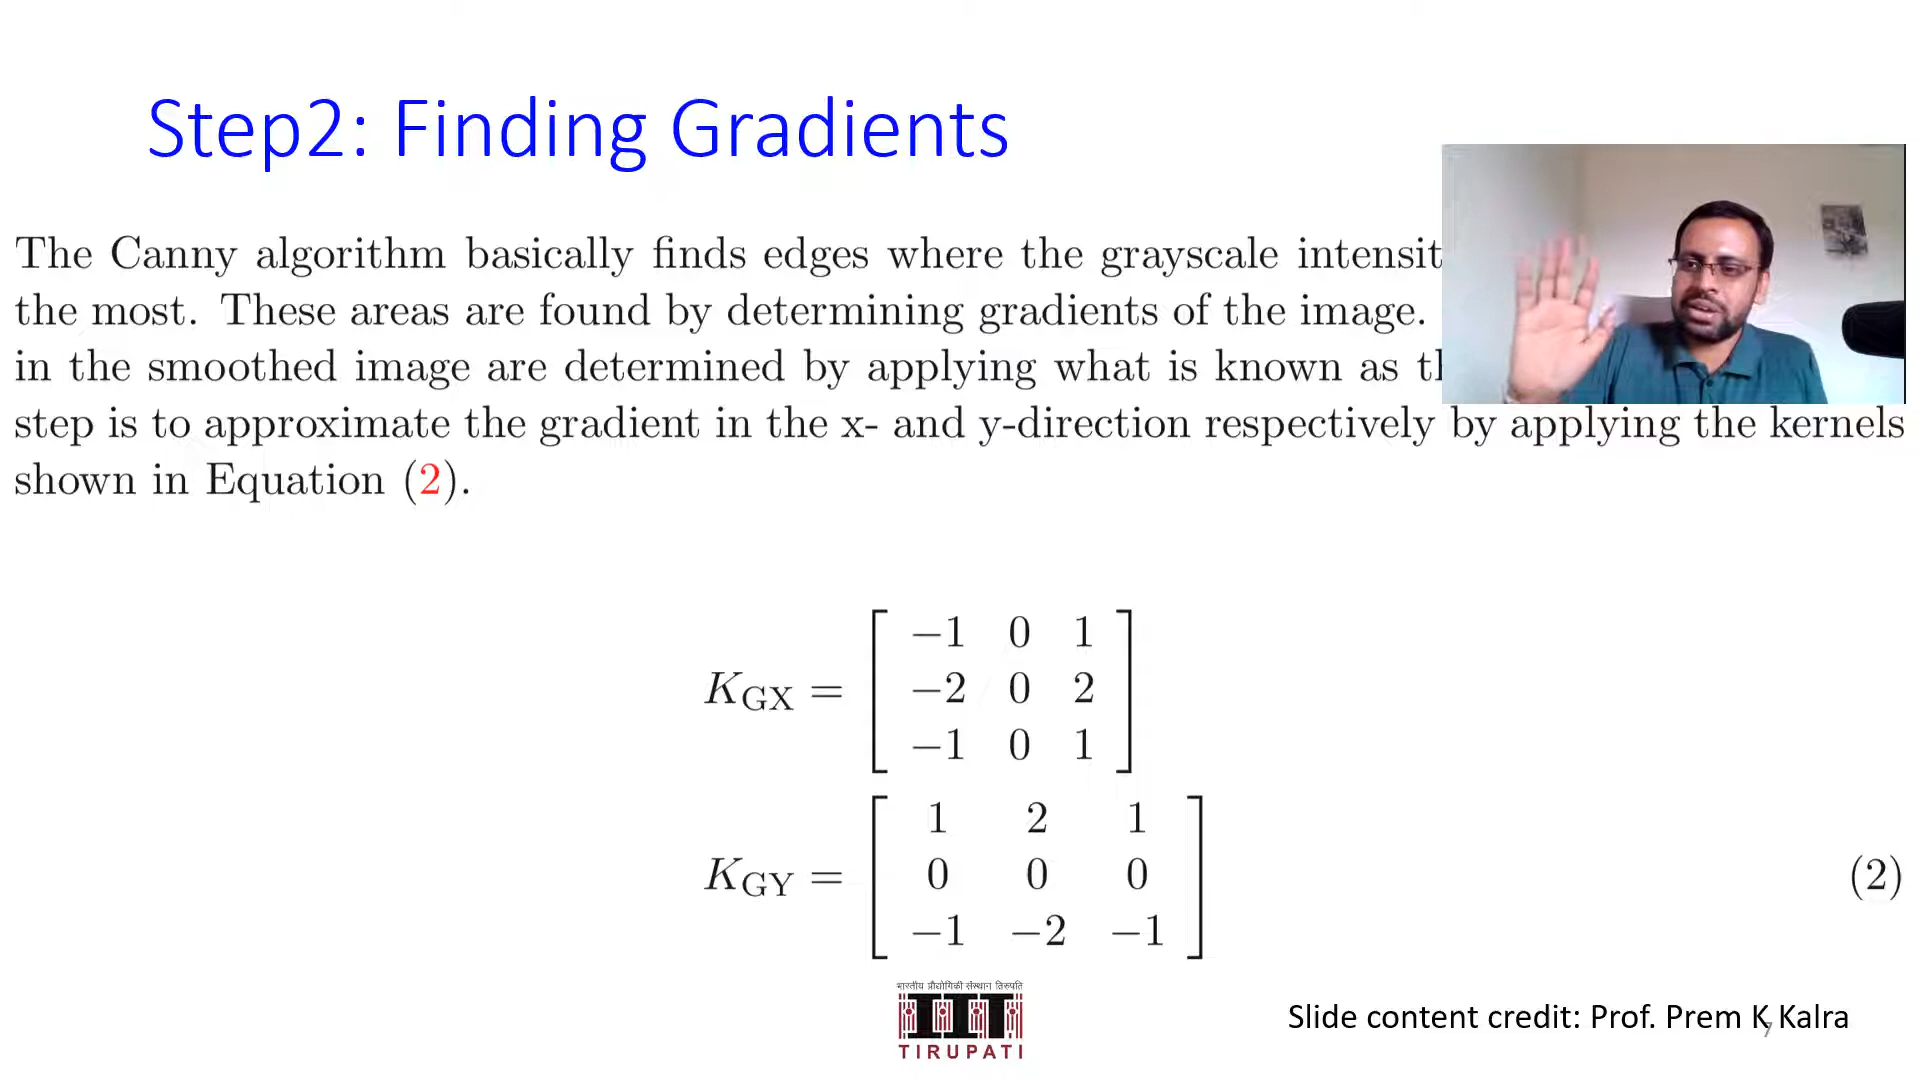 Step2: Finding Gradients
The Canny algorithm basically finds edges where the grayscale intensit
the most. These areas are found by determining gradients of the image.
in the smoothed image are determined by applying what is known as th
step is to approximate the gradient in the x- and y-direction respectively by applying the kernels
shown in Equation (2).
−1 0 1
K_GX = −2 0 2
−1 0 1
1 2 1
K_GY = 0 0 0 (2)
−1 −2 −1
भारतीय प्रौद्योगिकी संस्थान तिरुपति
TIRUPATI
Slide content credit: Prof. Prem K Kalra
7